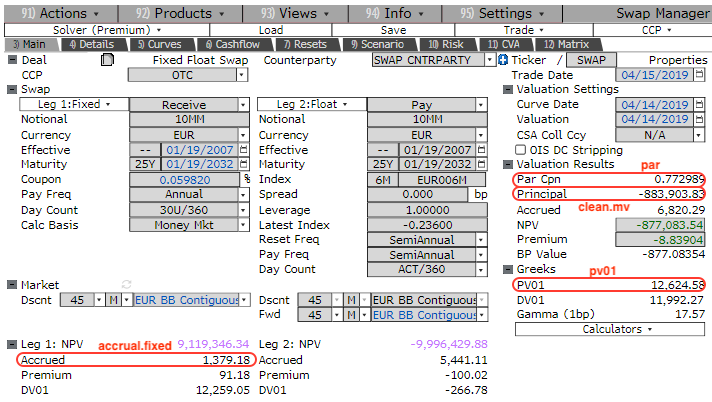 91) Actions 92) Products 93) Views 94) Info 95) Settings Swap Manager
Solver (Premium) Load Save Trade CCP
3) Main 4) Details 5) Curves 6) Cashflow 7) Resets 9) Scenario 10) Risk 11) CVA 12) Matrix
Deal Fixed Float Swap Counterparty SWAP CNTRPARTY Ticker / SWAP Properties
CCP OTC Trade Date 04/15/2019
Swap Valuation Settings
Leg 1:Fixed Receive Leg 2:Float Pay Curve Date 04/14/2019
Notional 10MM Notional 10MM Valuation 04/14/2019
Currency EUR Currency EUR CSA Coll Ccy N/A
Effective -- 01/19/2007 Effective -- 01/19/2007 OIS DC Stripping
Maturity 25Y 01/19/2032 Maturity 25Y 01/19/2032 Valuation Results par
Coupon 0.059820 % Index 6M EUR006M Par Cpn 0.772989
Pay Freq Annual Spread 0.000 bp Principal -883,903.83
clean.mv
Day Count 30U/360 Leverage 1.00000 Accrued 6,820.29
Calc Basis Money Mkt Latest Index -0.23600 NPV -877,083.54
Reset Freq SemiAnnual Premium -8.83904
Pay Freq SemiAnnual BP Value -877.08354
Day Count ACT/360 Greeks pv01
Market PV01 12,624.58
Dscnt 45 M EUR BB Contiguous Dscnt 45 M EUR BB Contiguous DV01 11,992.27
Fwd 45 M EUR BB Contiguous Gamma (1bp) 17.57
Calculators
Leg 1: NPV accrual.fixed 9,119,346.34 Leg 2: NPV -9,996,429.88
Accrued 1,379.18 Accrued 5,441.11
Premium 91.18 Premium -100.02
DV01 12,259.05 DV01 -266.78